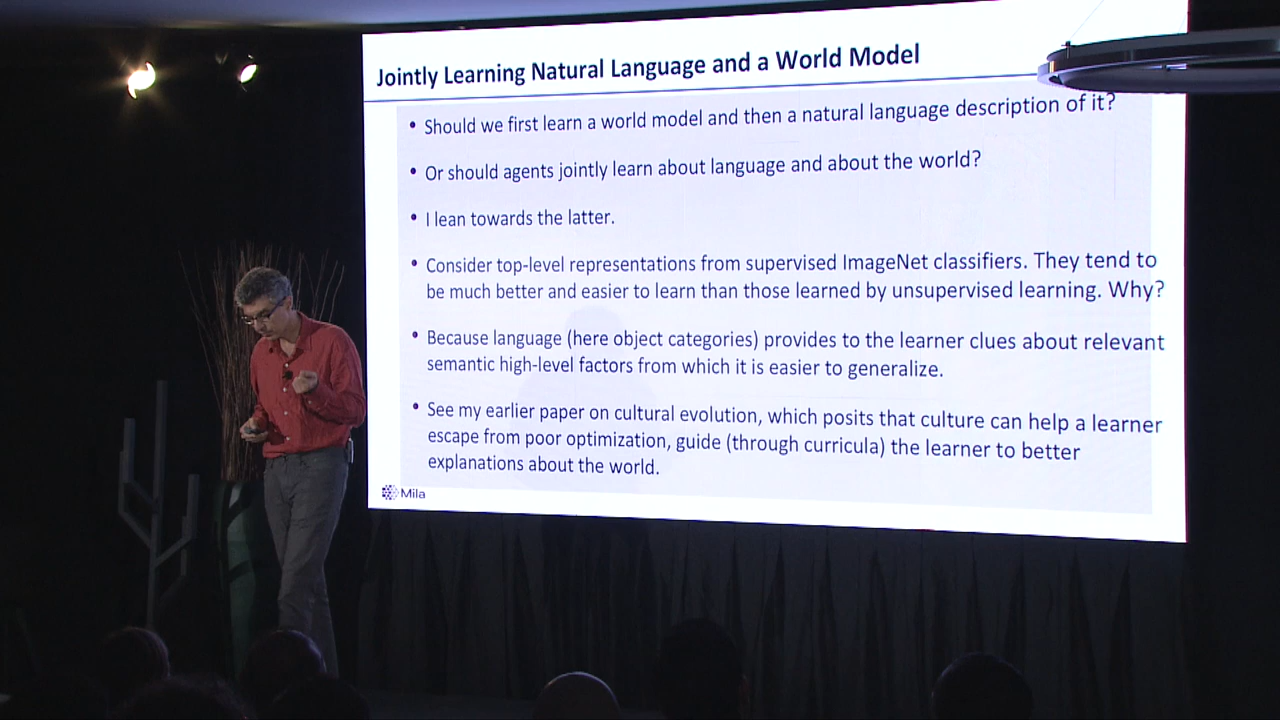 Jointly Learning Natural Language and a World Model
• Should we first learn a world model and then a natural language description of it?
• Or should agents jointly learn about language and about the world?
• I lean towards the latter.
• Consider top-level representations from supervised ImageNet classifiers. They tend to
be much better and easier to learn than those learned by unsupervised learning. Why?
• Because language (here object categories) provides to the learner clues about relevant
semantic high-level factors from which it is easier to generalize.
• See my earlier paper on cultural evolution, which posits that culture can help a learner
escape from poor optimization, guide (through curricula) the learner to better
explanations about the world.
Mila